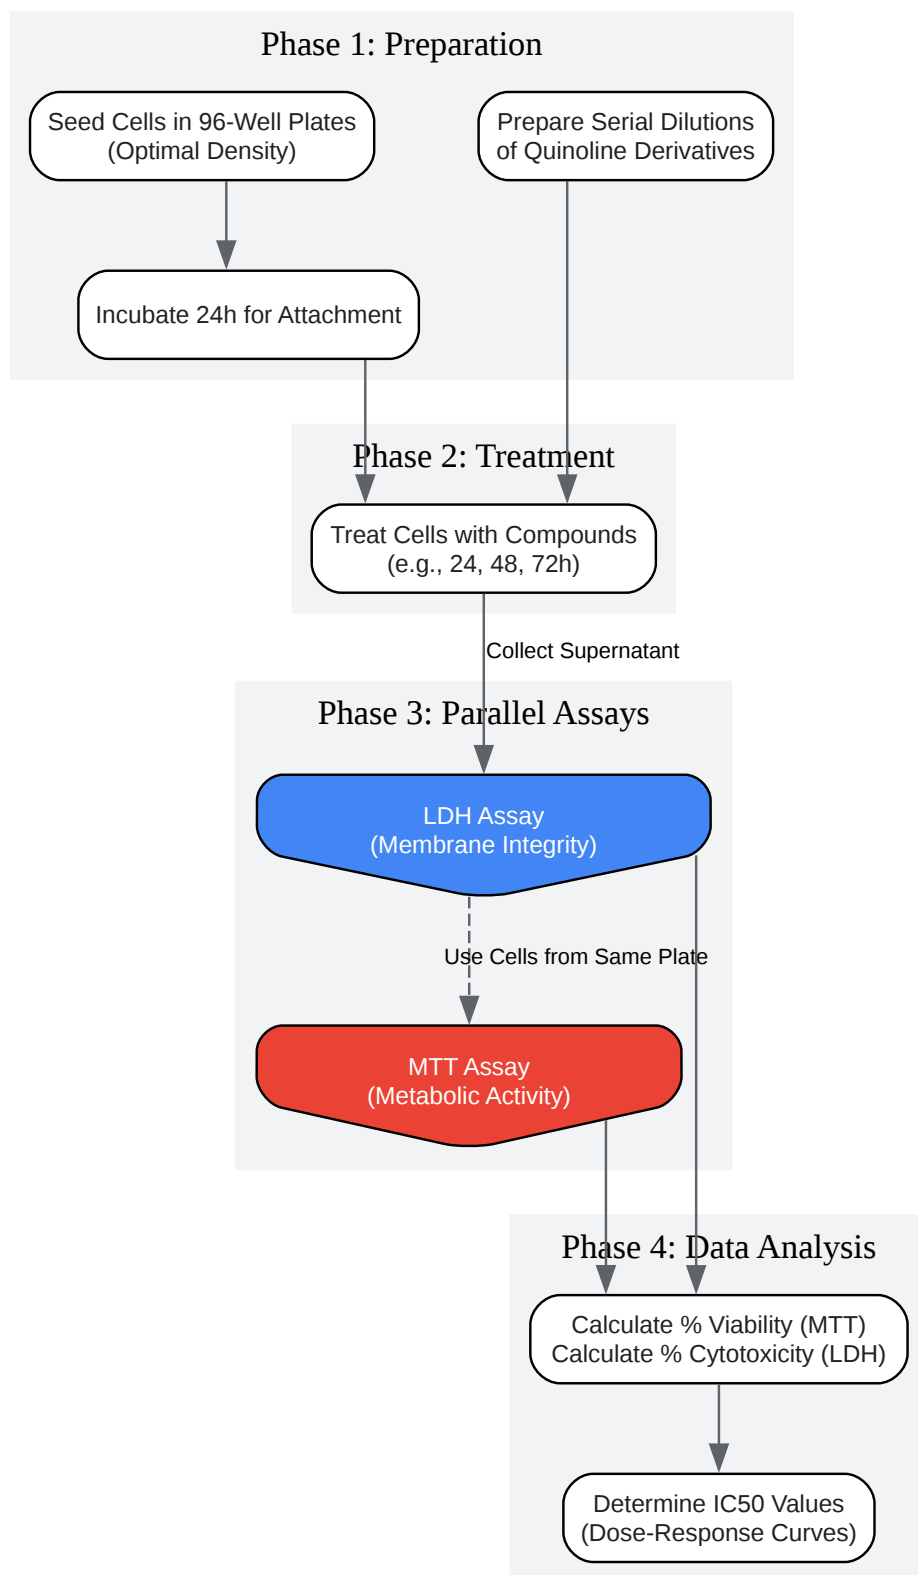 Phase 1: Preparation
Seed Cells in 96-Well Plates
(Optimal Density)
Prepare Serial Dilutions
of Quinoline Derivatives
Incubate 24h for Attachment
Phase 2: Treatment
Treat Cells with Compounds
(e.g., 24, 48, 72h)
Collect Supernatant
Phase 3: Parallel Assays
LDH Assay
(Membrane Integrity)
Use Cells from Same Plate
MTT Assay
(Metabolic Activity)
Phase 4: Data Analysis
Calculate % Viability (MTT)
Calculate % Cytotoxicity (LDH)
Determine IC50 Values
(Dose-Response Curves)